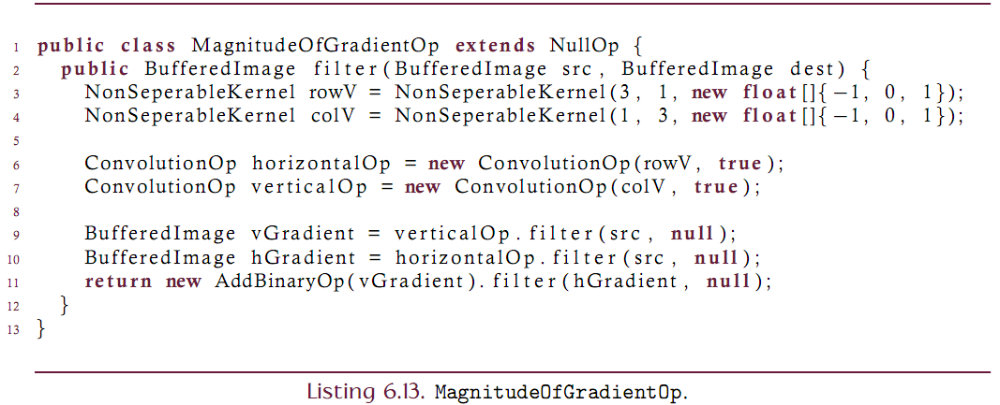 1 public class MagnitudeOfGradientOp extends NullOp {
2   public BufferedImage filter(BufferedImage src, BufferedImage dest) {
3     NonSeperableKernel rowV = NonSeperableKernel(3, 1, new float[]{-1, 0, 1});
4     NonSeperableKernel colV = NonSeperableKernel(1, 3, new float[]{-1, 0, 1});
5
6     ConvolutionOp horizontalOp = new ConvolutionOp(rowV, true);
7     ConvolutionOp verticalOp = new ConvolutionOp(colV, true);
8
9     BufferedImage vGradient = verticalOp.filter(src, null);
10     BufferedImage hGradient = horizontalOp.filter(src, null);
11     return new AddBinaryOp(vGradient).filter(hGradient, null);
12   }
13 }
Listing 6.13. MagnitudeOfGradientOp.